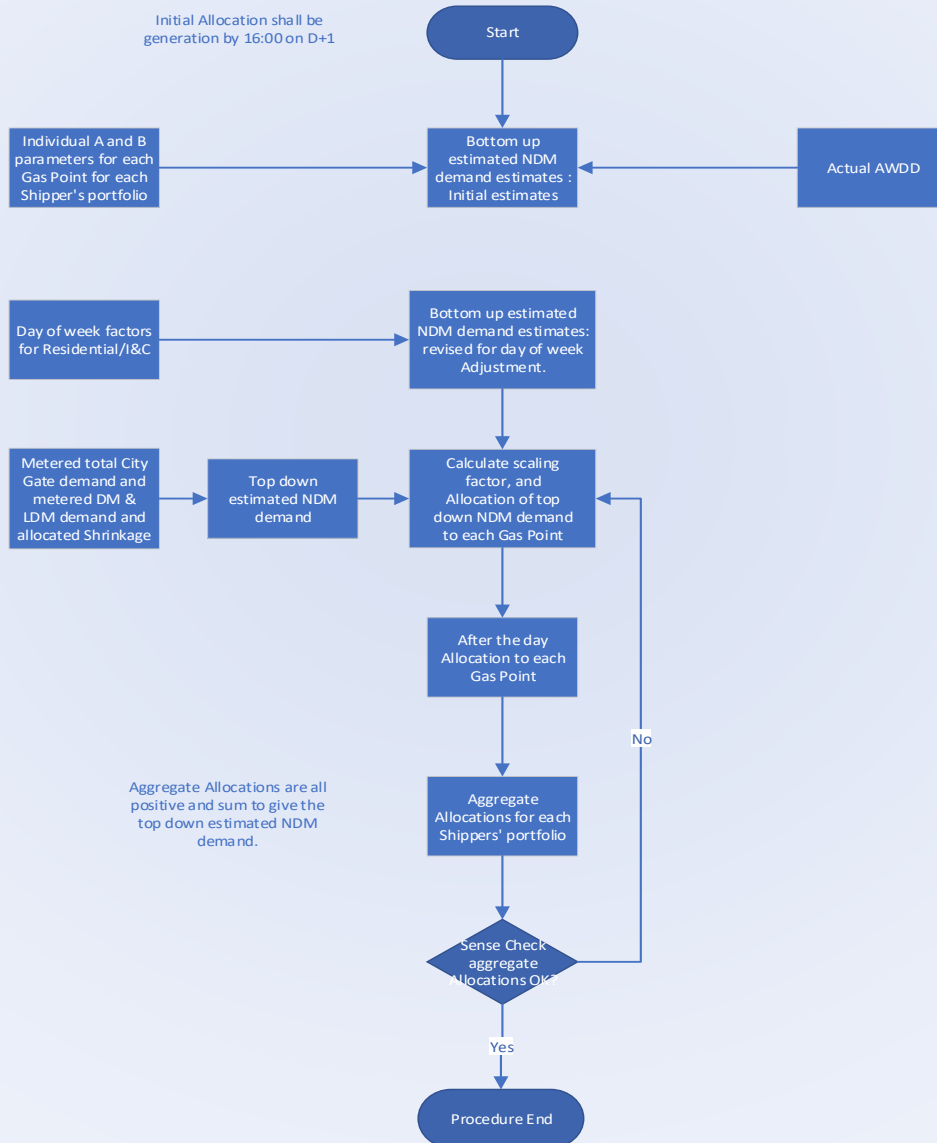 Initial Allocation shall be
generation by 16:00 on D+1
Start
Individual A and B
parameters for each
Gas Point for each
Shipper's portfolio
Bottom up
estimated NDM
demand estimates :
Initial estimates
Actual AWDD
Day of week factors
for Residential/I&C
Bottom up estimated
NDM demand estimates:
revised for day of week
Adjustment.
Metered total City
Gate demand and
metered DM &
LDM demand and
allocated Shrinkage
Top down
estimated NDM
demand
Calculate scaling
factor, and
Allocation of top
down NDM demand
to each Gas Point
After the day
Allocation to each
Gas Point
No
Aggregate Allocations are all
positive and sum to give the
top down estimated NDM
demand.
Aggregate
Allocations for each
Shippers' portfolio
Sense Check
aggregate
Allocations OK?
Yes
Procedure End